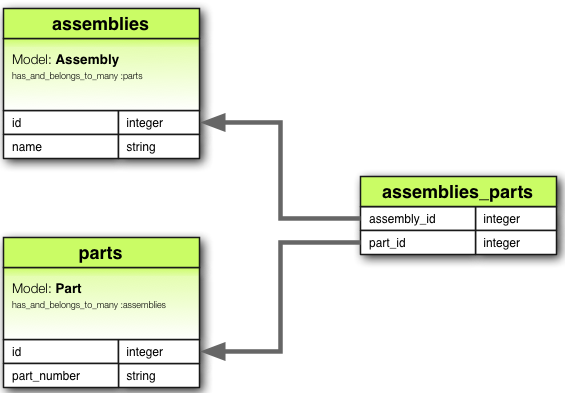 assemblies
Model: Assembly
has_and_belongs_to_many :parts
id integer
name string
assemblies_parts
assembly_id integer
part_id integer
parts
Model: Part
has_and_belongs_to_many :assemblies
id integer
part_number string